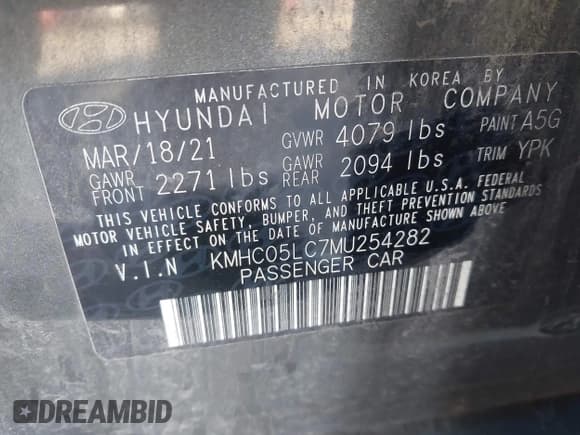 MANUFACTURED IN KOREA BY
HYUNDAI MOTOR COMPANY
MAR/18/21 GVWR 4079 lbs PAINT A5G
GAWR FRONT 2271 lbs GAWR REAR 2094 lbs TRIM YPK
THIS VEHICLE CONFORMS TO ALL APPLICABLE U.S.A. FEDERAL
MOTOR VEHICLE SAFETY, BUMPER, AND THEFT PREVENTION STANDARDS
IN EFFECT ON THE DATE OF MANUFACTURE SHOWN ABOVE
V.I.N KMHC05LC7MU254282
PASSENGER CAR
DREAMBID